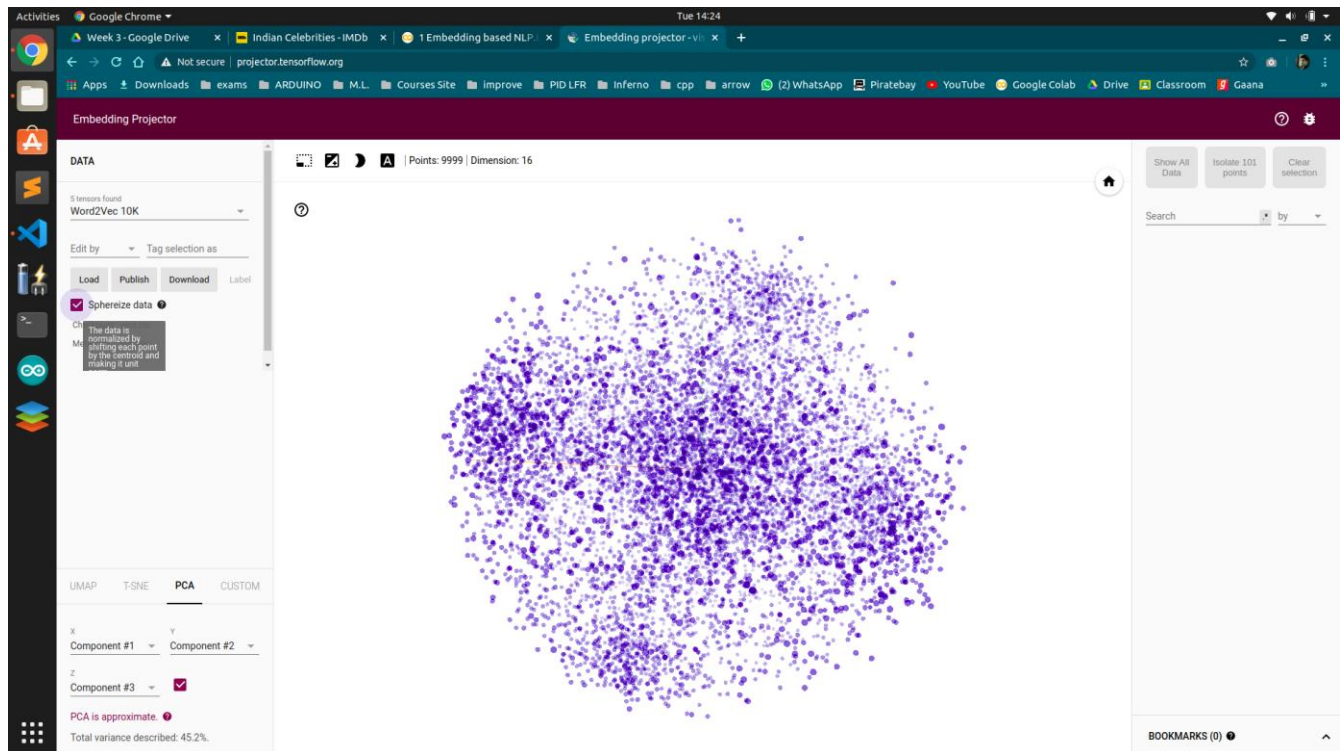 Activities Google Chrome Tue 14:24
Week 3 - Google Drive Indian Celebrities - IMDb 1 Embedding based NLP. Embedding projector - vis
Not secure projector.tensorflow.org
Apps Downloads exams ARDUINO M.L. Courses Site improve PID LFR Inferno cpp arrow (2) WhatsApp Piratebay YouTube Google Colab Drive Classroom Gaana
Embedding Projector
DATA
Points: 9999 | Dimension: 16
5 tensors found
Word2Vec 10K
Edit by Tag selection as
Load Publish Download Label
Sphereize data
Ch
The data is
normalized by
Me
shifting each point
by the centroid and
making it unit
UMAP T-SNE PCA CUSTOM
X Y
Component #1 Component #2
Z
Component #3
PCA is approximate.
Total variance described: 45.2%.
Show All Data
Isolate 101 points
Clear selection
Search .* by
BOOKMARKS (0)